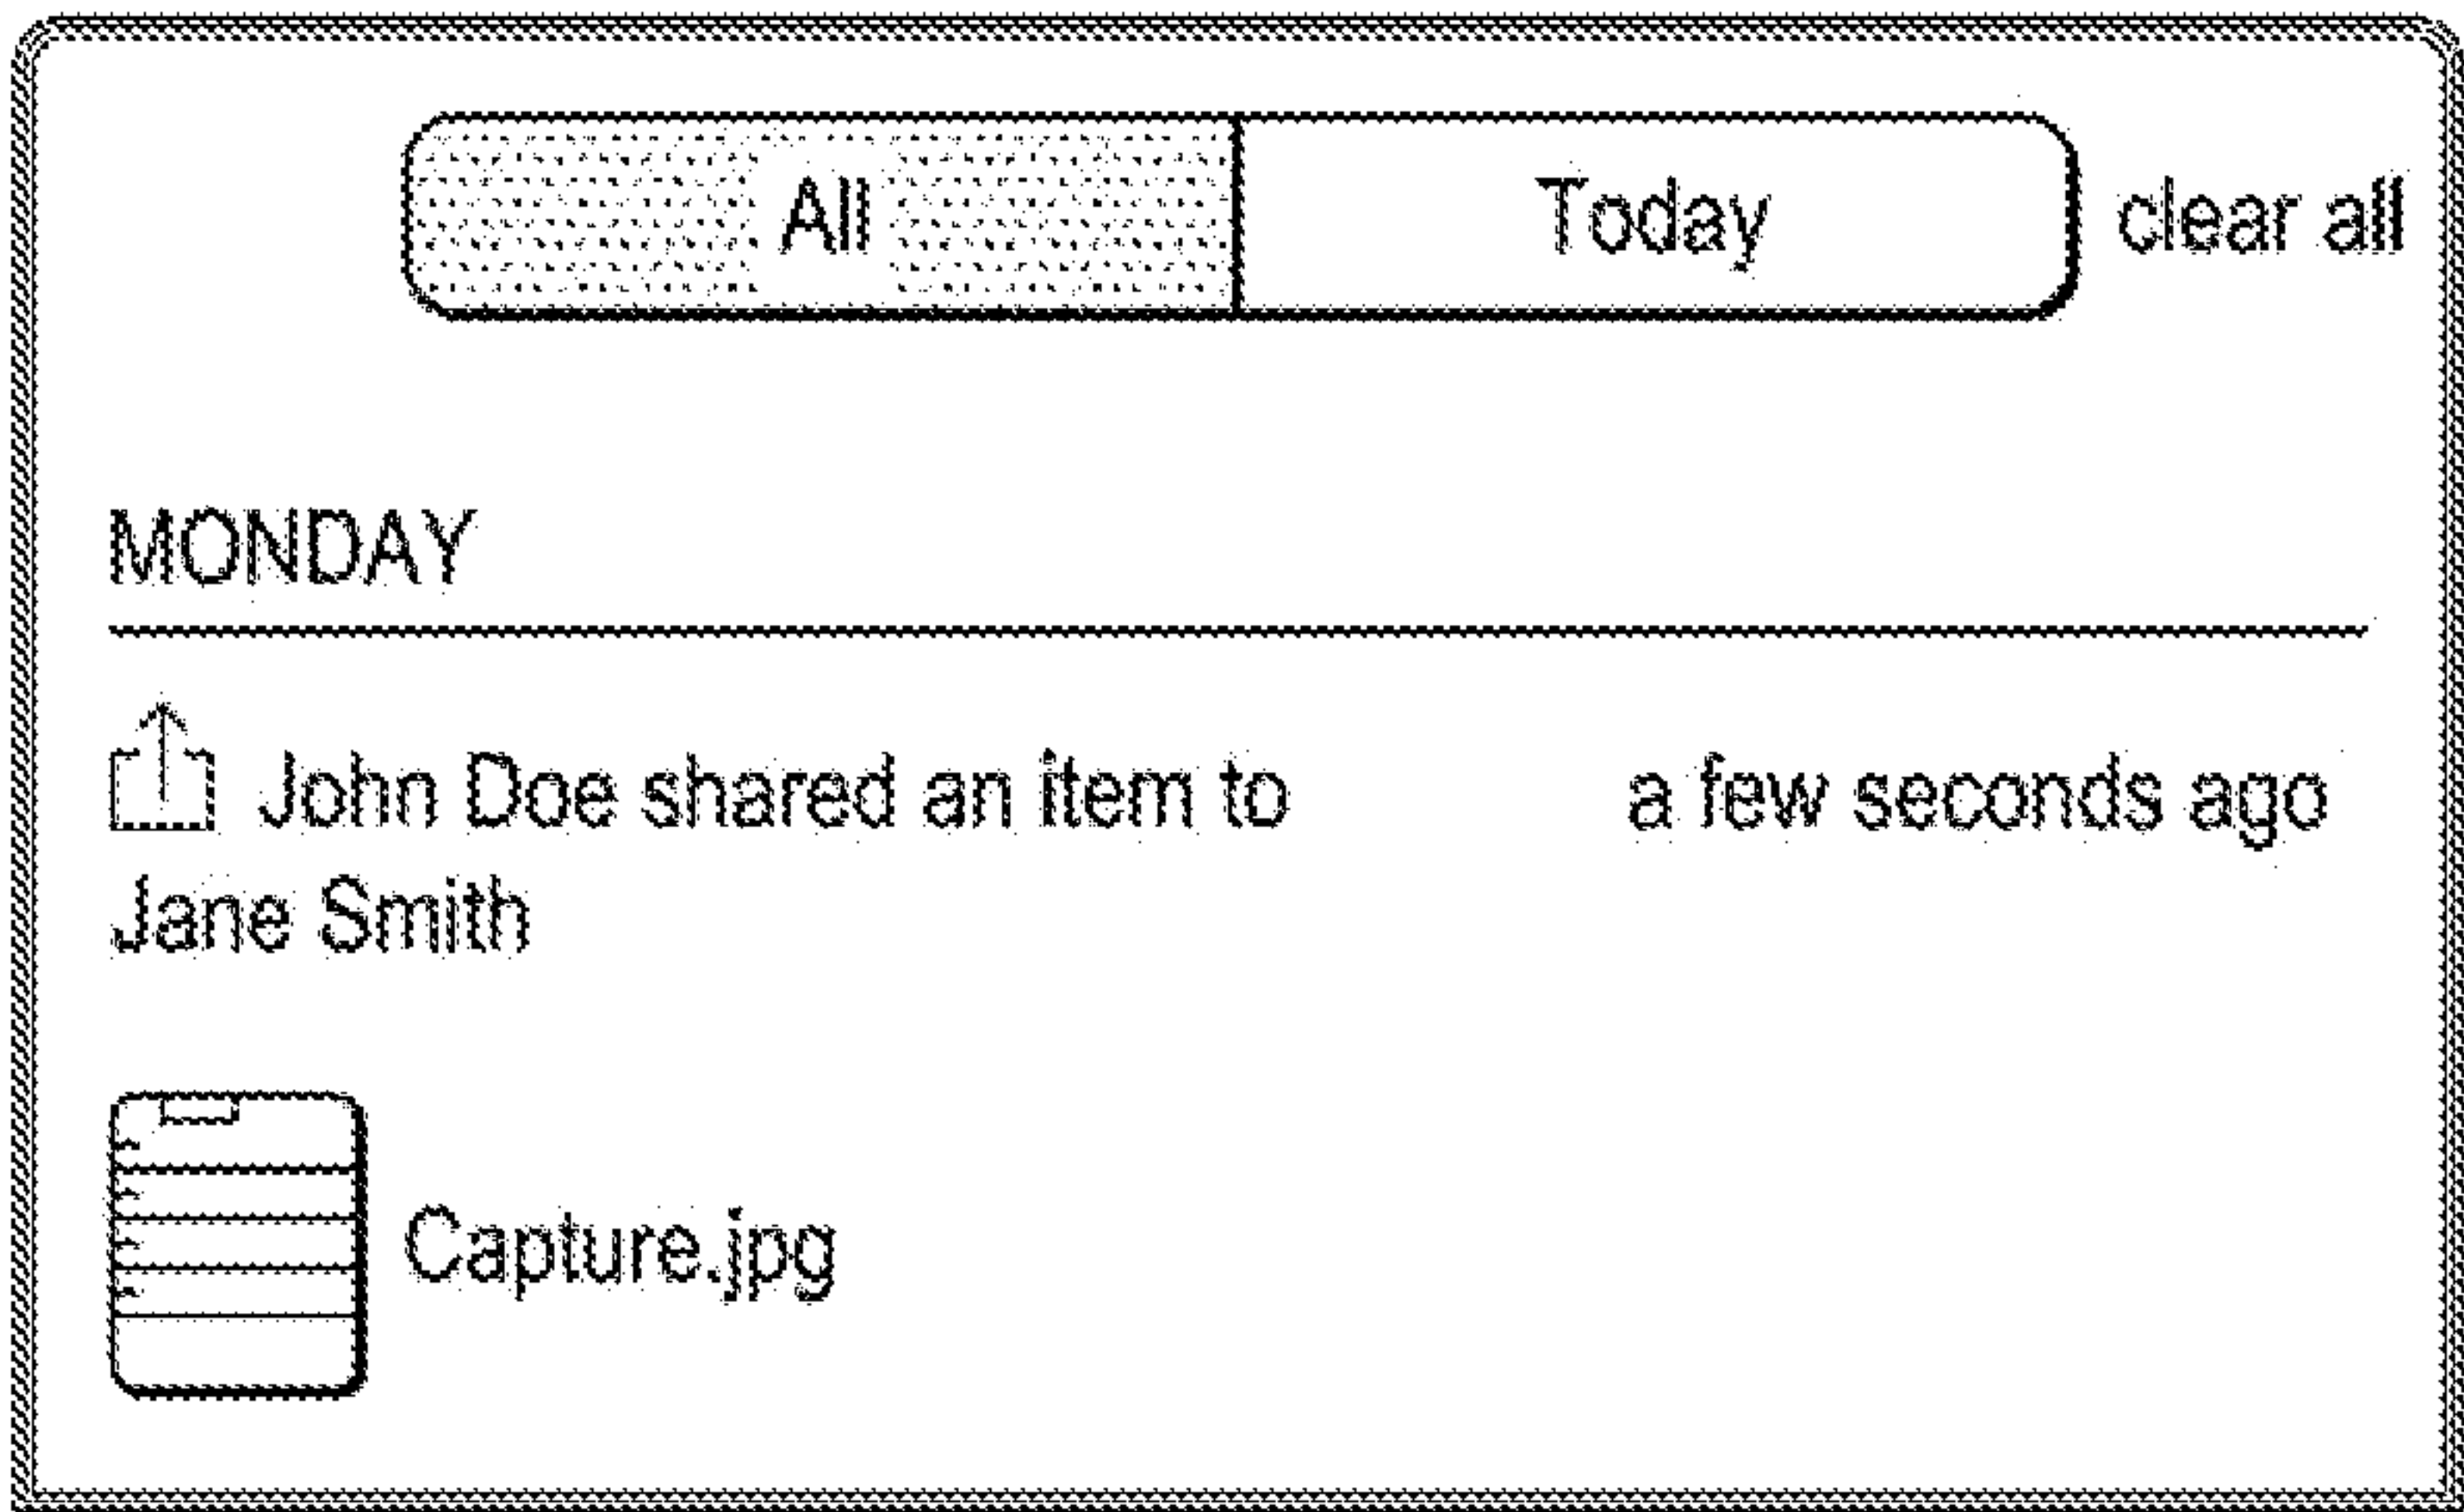 All Today clear all
MONDAY
John Doe shared an item to a few seconds ago
Jane Smith
Capture.jpg